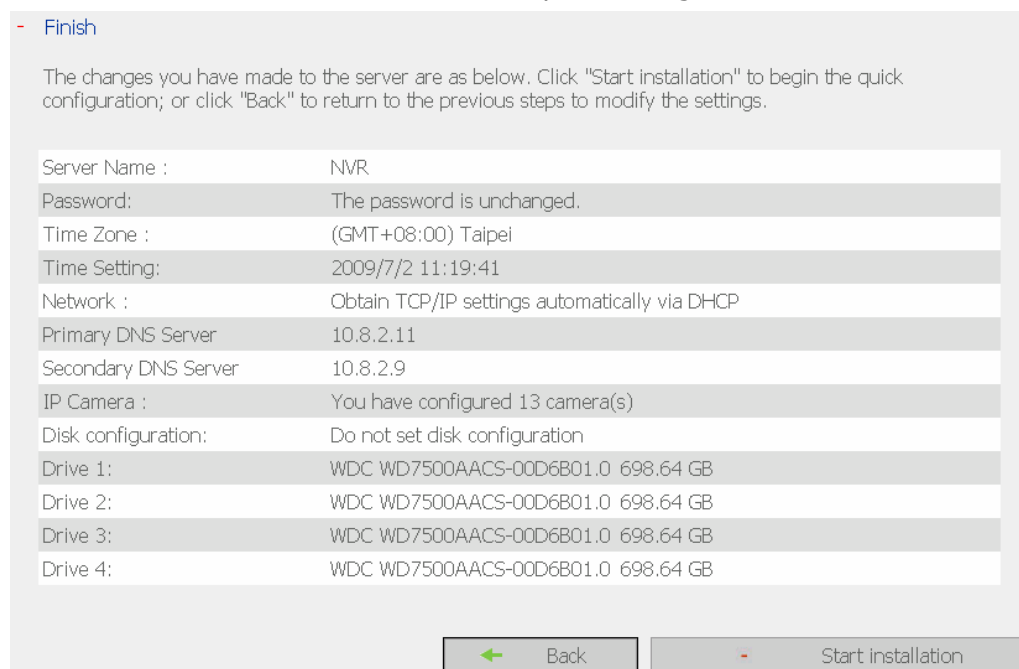 - Finish
The changes you have made to the server are as below. Click "Start installation" to begin the quick
configuration; or click "Back" to return to the previous steps to modify the settings.
Server Name : NVR
Password: The password is unchanged.
Time Zone : (GMT+08:00) Taipei
Time Setting: 2009/7/2 11:19:41
Network : Obtain TCP/IP settings automatically via DHCP
Primary DNS Server 10.8.2.11
Secondary DNS Server 10.8.2.9
IP Camera : You have configured 13 camera(s)
Disk configuration: Do not set disk configuration
Drive 1: WDC WD7500AACS-00D6B01.0 698.64 GB
Drive 2: WDC WD7500AACS-00D6B01.0 698.64 GB
Drive 3: WDC WD7500AACS-00D6B01.0 698.64 GB
Drive 4: WDC WD7500AACS-00D6B01.0 698.64 GB
Back - Start installation